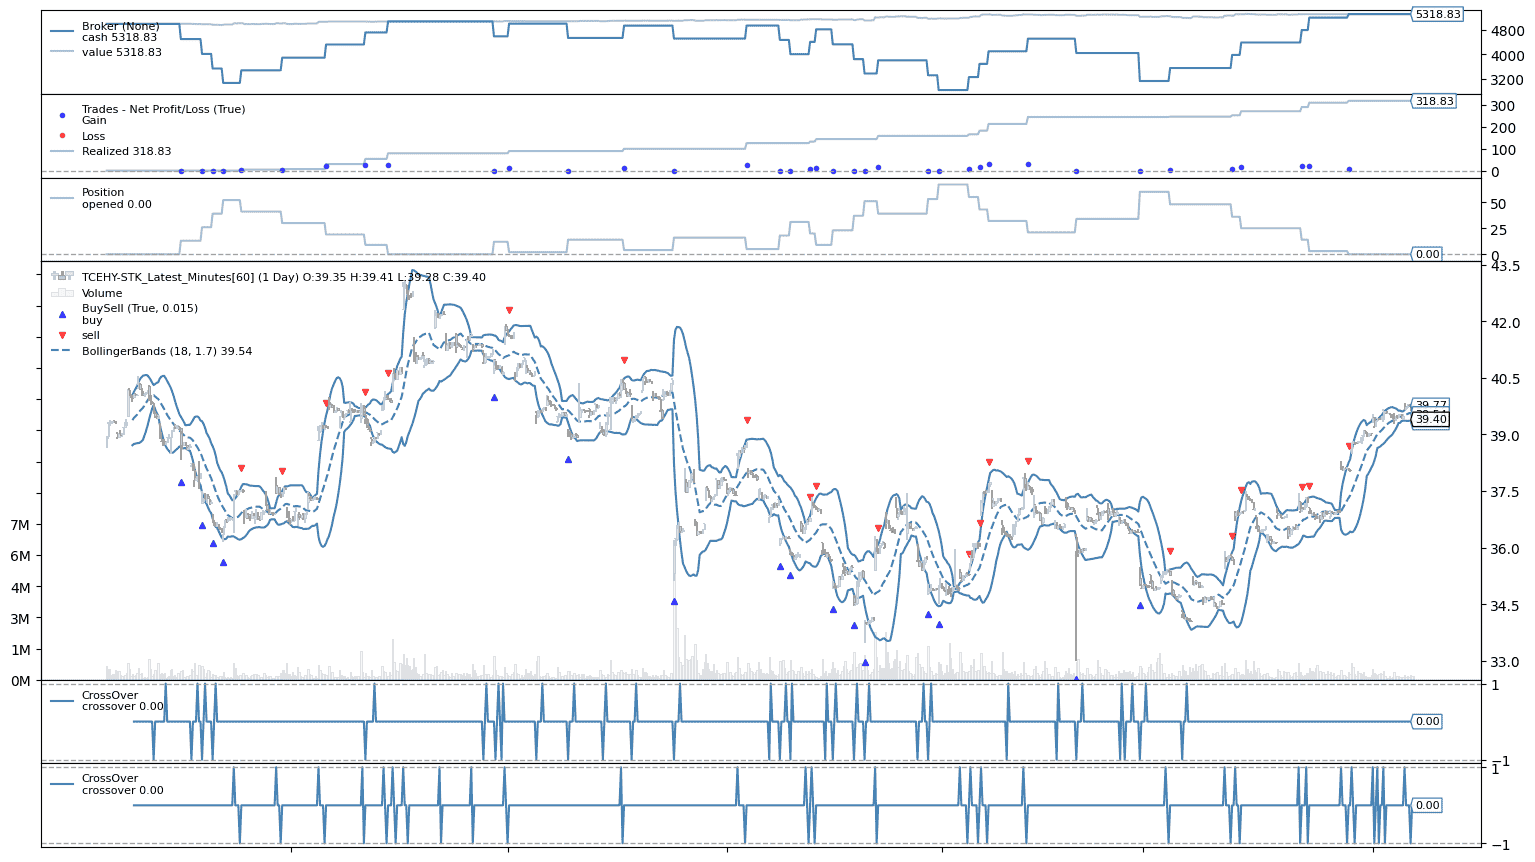 Broker (None)
cash 5318.83
value 5318.83
5318.83
4800
4000
3200
Trades - Net Profit/Loss (True)
Gain
Loss
Realized 318.83
318.83
300
200
100
0
Position
opened 0.00
50
25
0
0.00
TCEHY-STK_Latest_Minutes[60] (1 Day) O:39.35 H:39.41 L:39.28 C:39.40
Volume
BuySell (True, 0.015)
buy
sell
BollingerBands (18, 1.7) 39.54
43.5
42.0
40.5
39.0
37.5
36.0
34.5
33.0
39.77
39.40
7M
6M
4M
3M
1M
0M
CrossOver
crossover 0.00
1
0.00
−1
CrossOver
crossover 0.00
1
0.00
−1